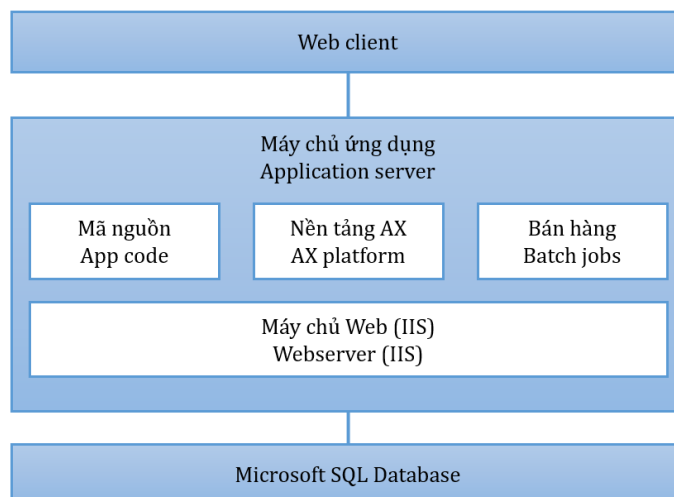 Web client
Máy chủ ứng dụng
Application server
Mã nguồn
App code
Nền tảng AX
AX platform
Bán hàng
Batch jobs
Máy chủ Web (IIS)
Webserver (IIS)
Microsoft SQL Database